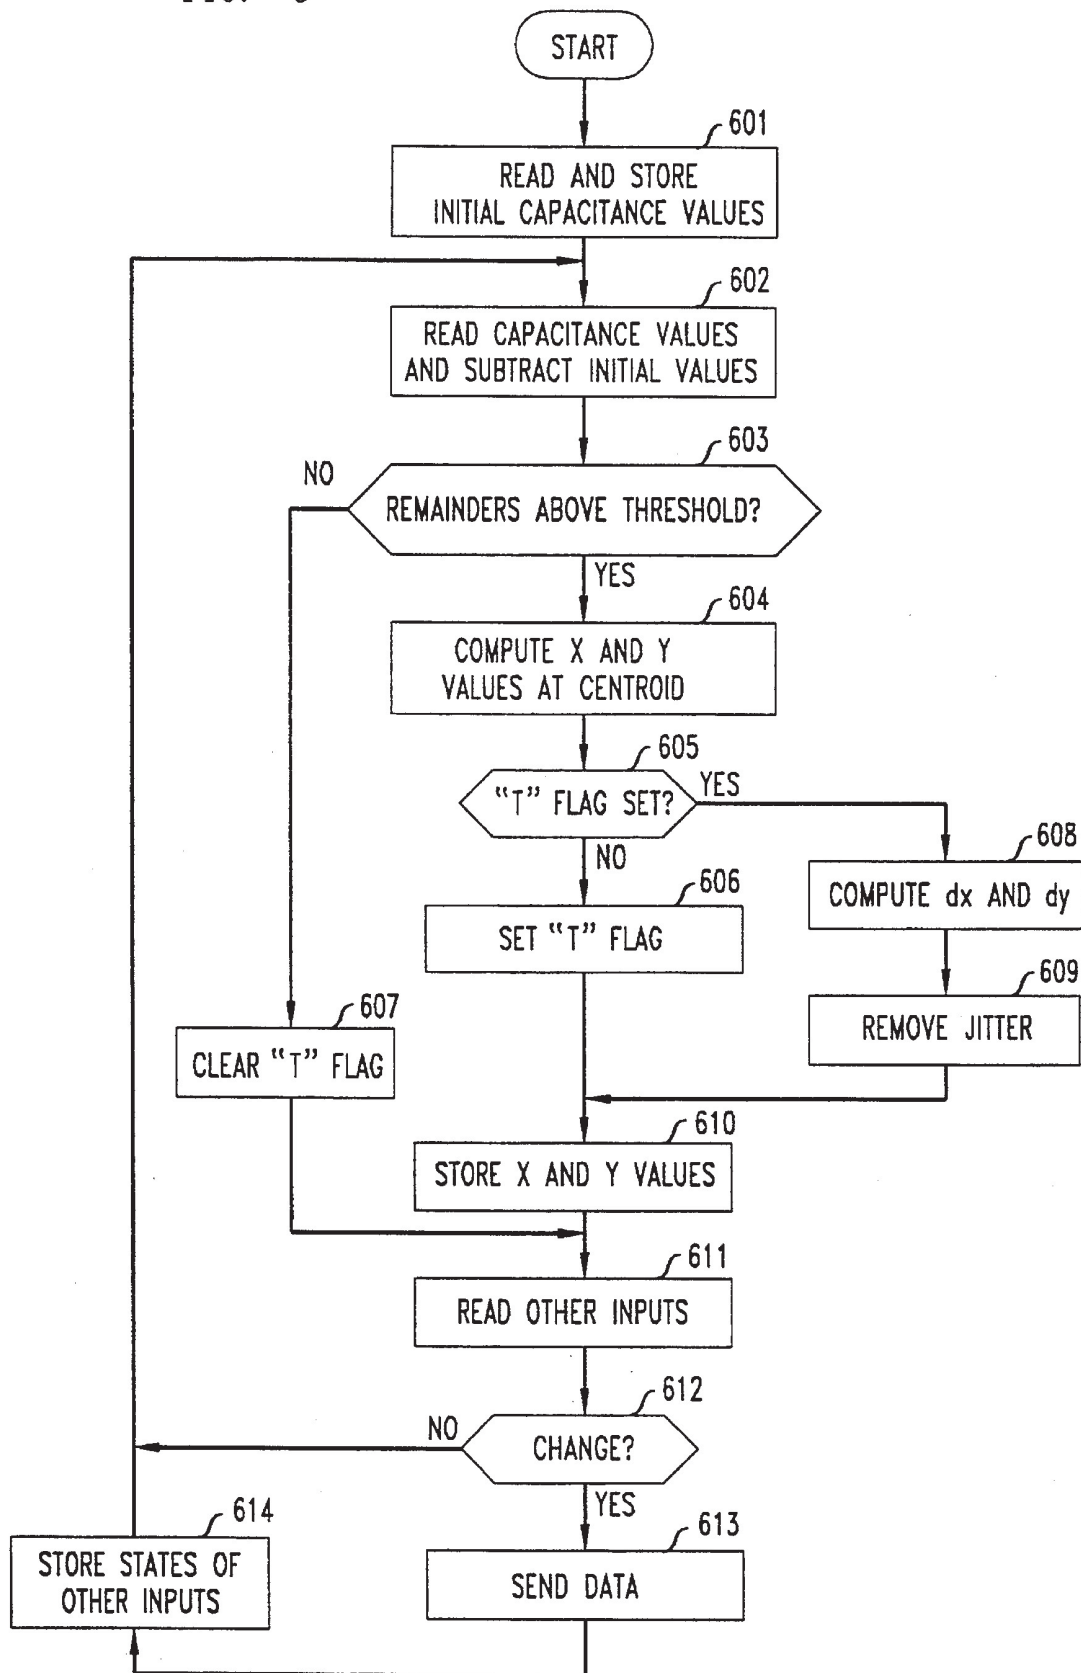 START
601
READ AND STORE
INITIAL CAPACITANCE VALUES
602
READ CAPACITANCE VALUES
AND SUBTRACT INITIAL VALUES
603
NO
REMAINDERS ABOVE THRESHOLD?
YES
604
COMPUTE X AND Y
VALUES AT CENTROID
605
"T" FLAG SET?
YES
NO
608
COMPUTE dx AND dy
606
SET "T" FLAG
609
REMOVE JITTER
607
CLEAR "T" FLAG
610
STORE X AND Y VALUES
611
READ OTHER INPUTS
612
NO
CHANGE?
YES
614
STORE STATES OF
OTHER INPUTS
613
SEND DATA